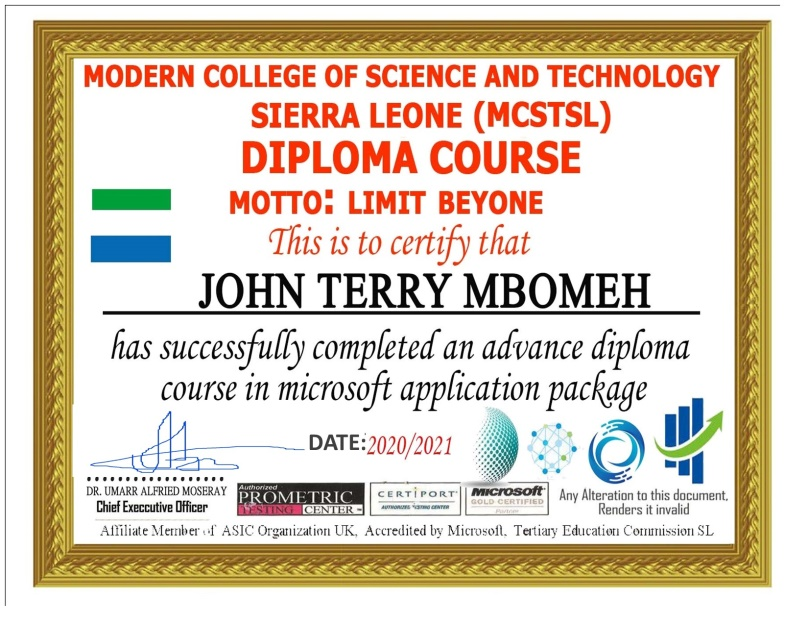 MODERN COLLEGE OF SCIENCE AND TECHNOLOGY
SIERRA LEONE (MCSTSL)
DIPLOMA COURSE
MOTTO: LIMIT BEYONE
This is to certify that
JOHN TERRY MBOMEH
has successfully completed an advance diploma
course in microsoft application package
DATE: 2020/2021
DR. UMARR ALFRIED MOSERAY
Chief Execcutive Officer
Authorized
PROMETRIC
TESTING CENTER
CERTIPORT
AUTHORIZED TESTING CENTER
Microsoft
GOLD CERTIFIED
Partner
Any Alteration to this document,
Renders it invalid
Affiliate Member of ASIC Organization UK, Accredited by Microsoft, Tertiary Education Commission SL